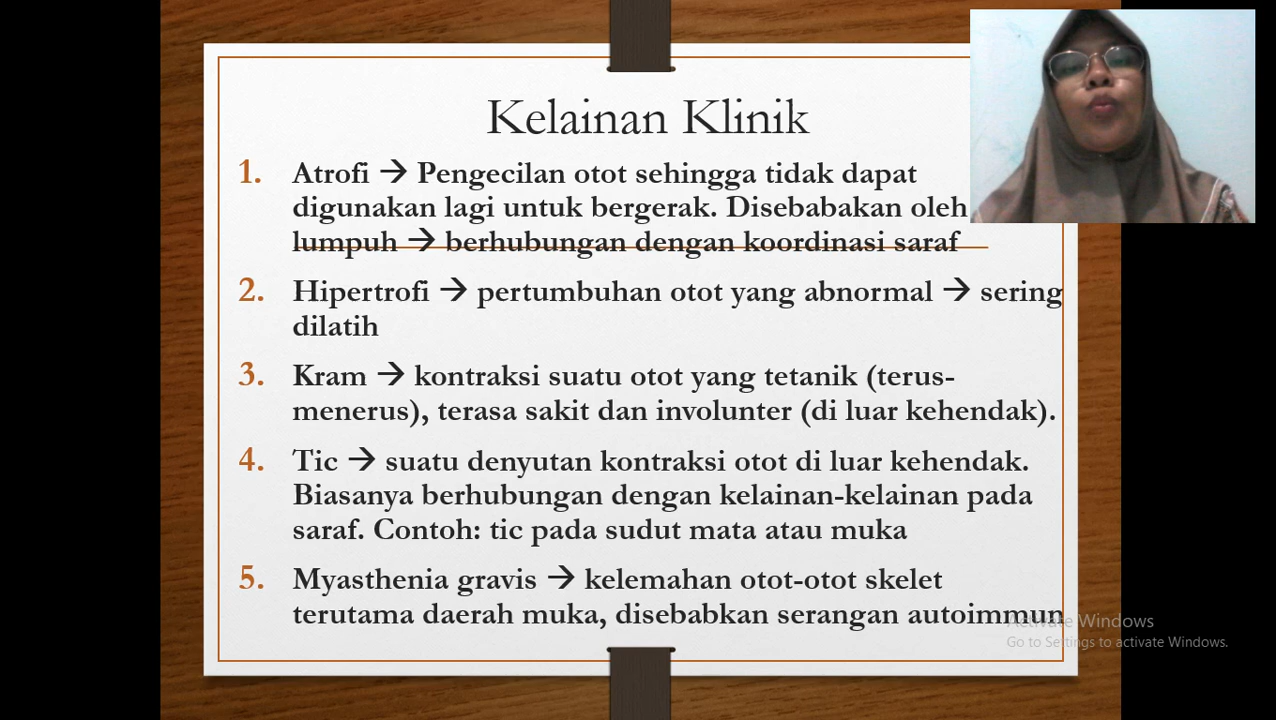 Kelainan Klinik
1. Atrofi → Pengecilan otot sehingga tidak dapat
digunakan lagi untuk bergerak. Disebabakan oleh
lumpuh → berhubungan dengan koordinasi saraf
2. Hipertrofi → pertumbuhan otot yang abnormal → sering
dilatih
3. Kram → kontraksi suatu otot yang tetanik (terus-
menerus), terasa sakit dan involunter (di luar kehendak).
4. Tic → suatu denyutan kontraksi otot di luar kehendak.
Biasanya berhubungan dengan kelainan-kelainan pada
saraf. Contoh: tic pada sudut mata atau muka
5. Myasthenia gravis → kelemahan otot-otot skelet
terutama daerah muka, disebabkan serangan autoimmun
Activate Windows
Go to Settings to activate Windows.